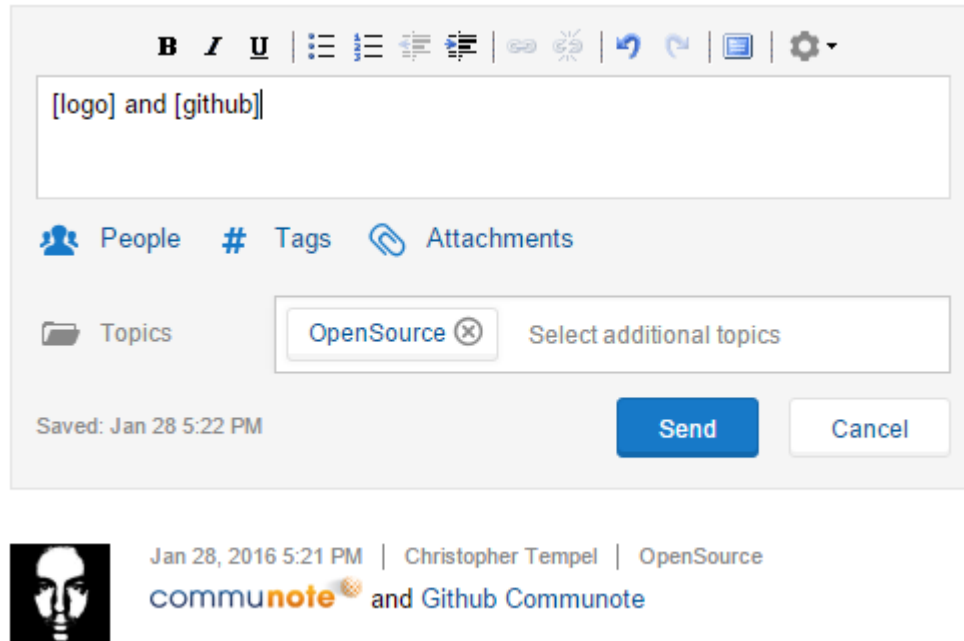 B I U
[logo] and [github]
People # Tags Attachments
Topics OpenSource Select additional topics
Saved: Jan 28 5:22 PM Send Cancel
Jan 28, 2016 5:21 PM | Christopher Tempel | OpenSource
communote and Github Communote